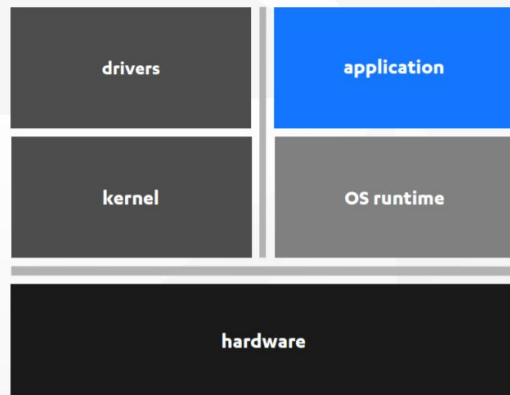 drivers
application
kernel
OS runtime
hardware